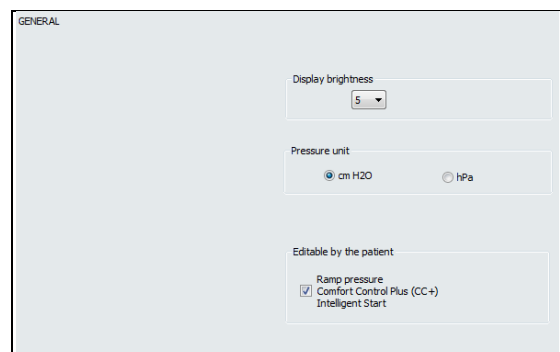 GENERAL
Display brightness
5
Pressure unit
cm H2O
hPa
Editable by the patient
Ramp pressure
Comfort Control Plus (CC+)
Intelligent Start